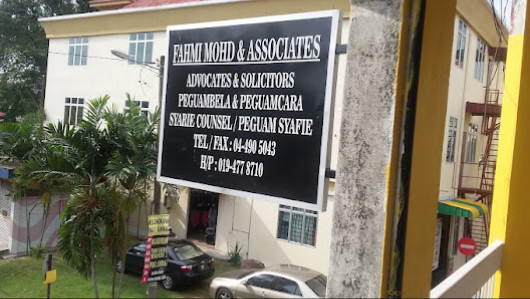 FAHMI MOHD & ASSOCIATES
ADVOCATES & SOLICITORS
PEGUAMBELA & PEGUAMCARA
SYARIE COUNSEL / PEGUAM SYAFIE
TEL / FAX : 04-490 5043
H/P : 019-477 8710